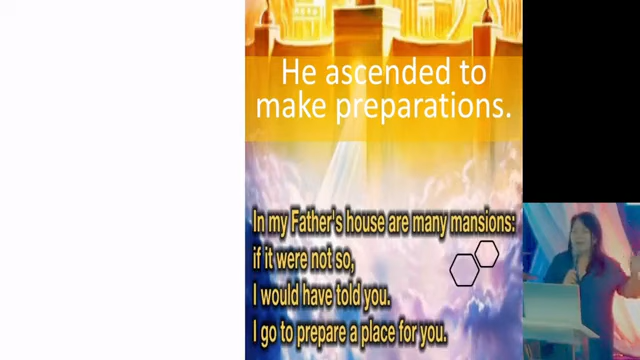 He ascended to
make preparations.
In my Father's house are many mansions:
if it were not so,
I would have told you.
I go to prepare a place for you.